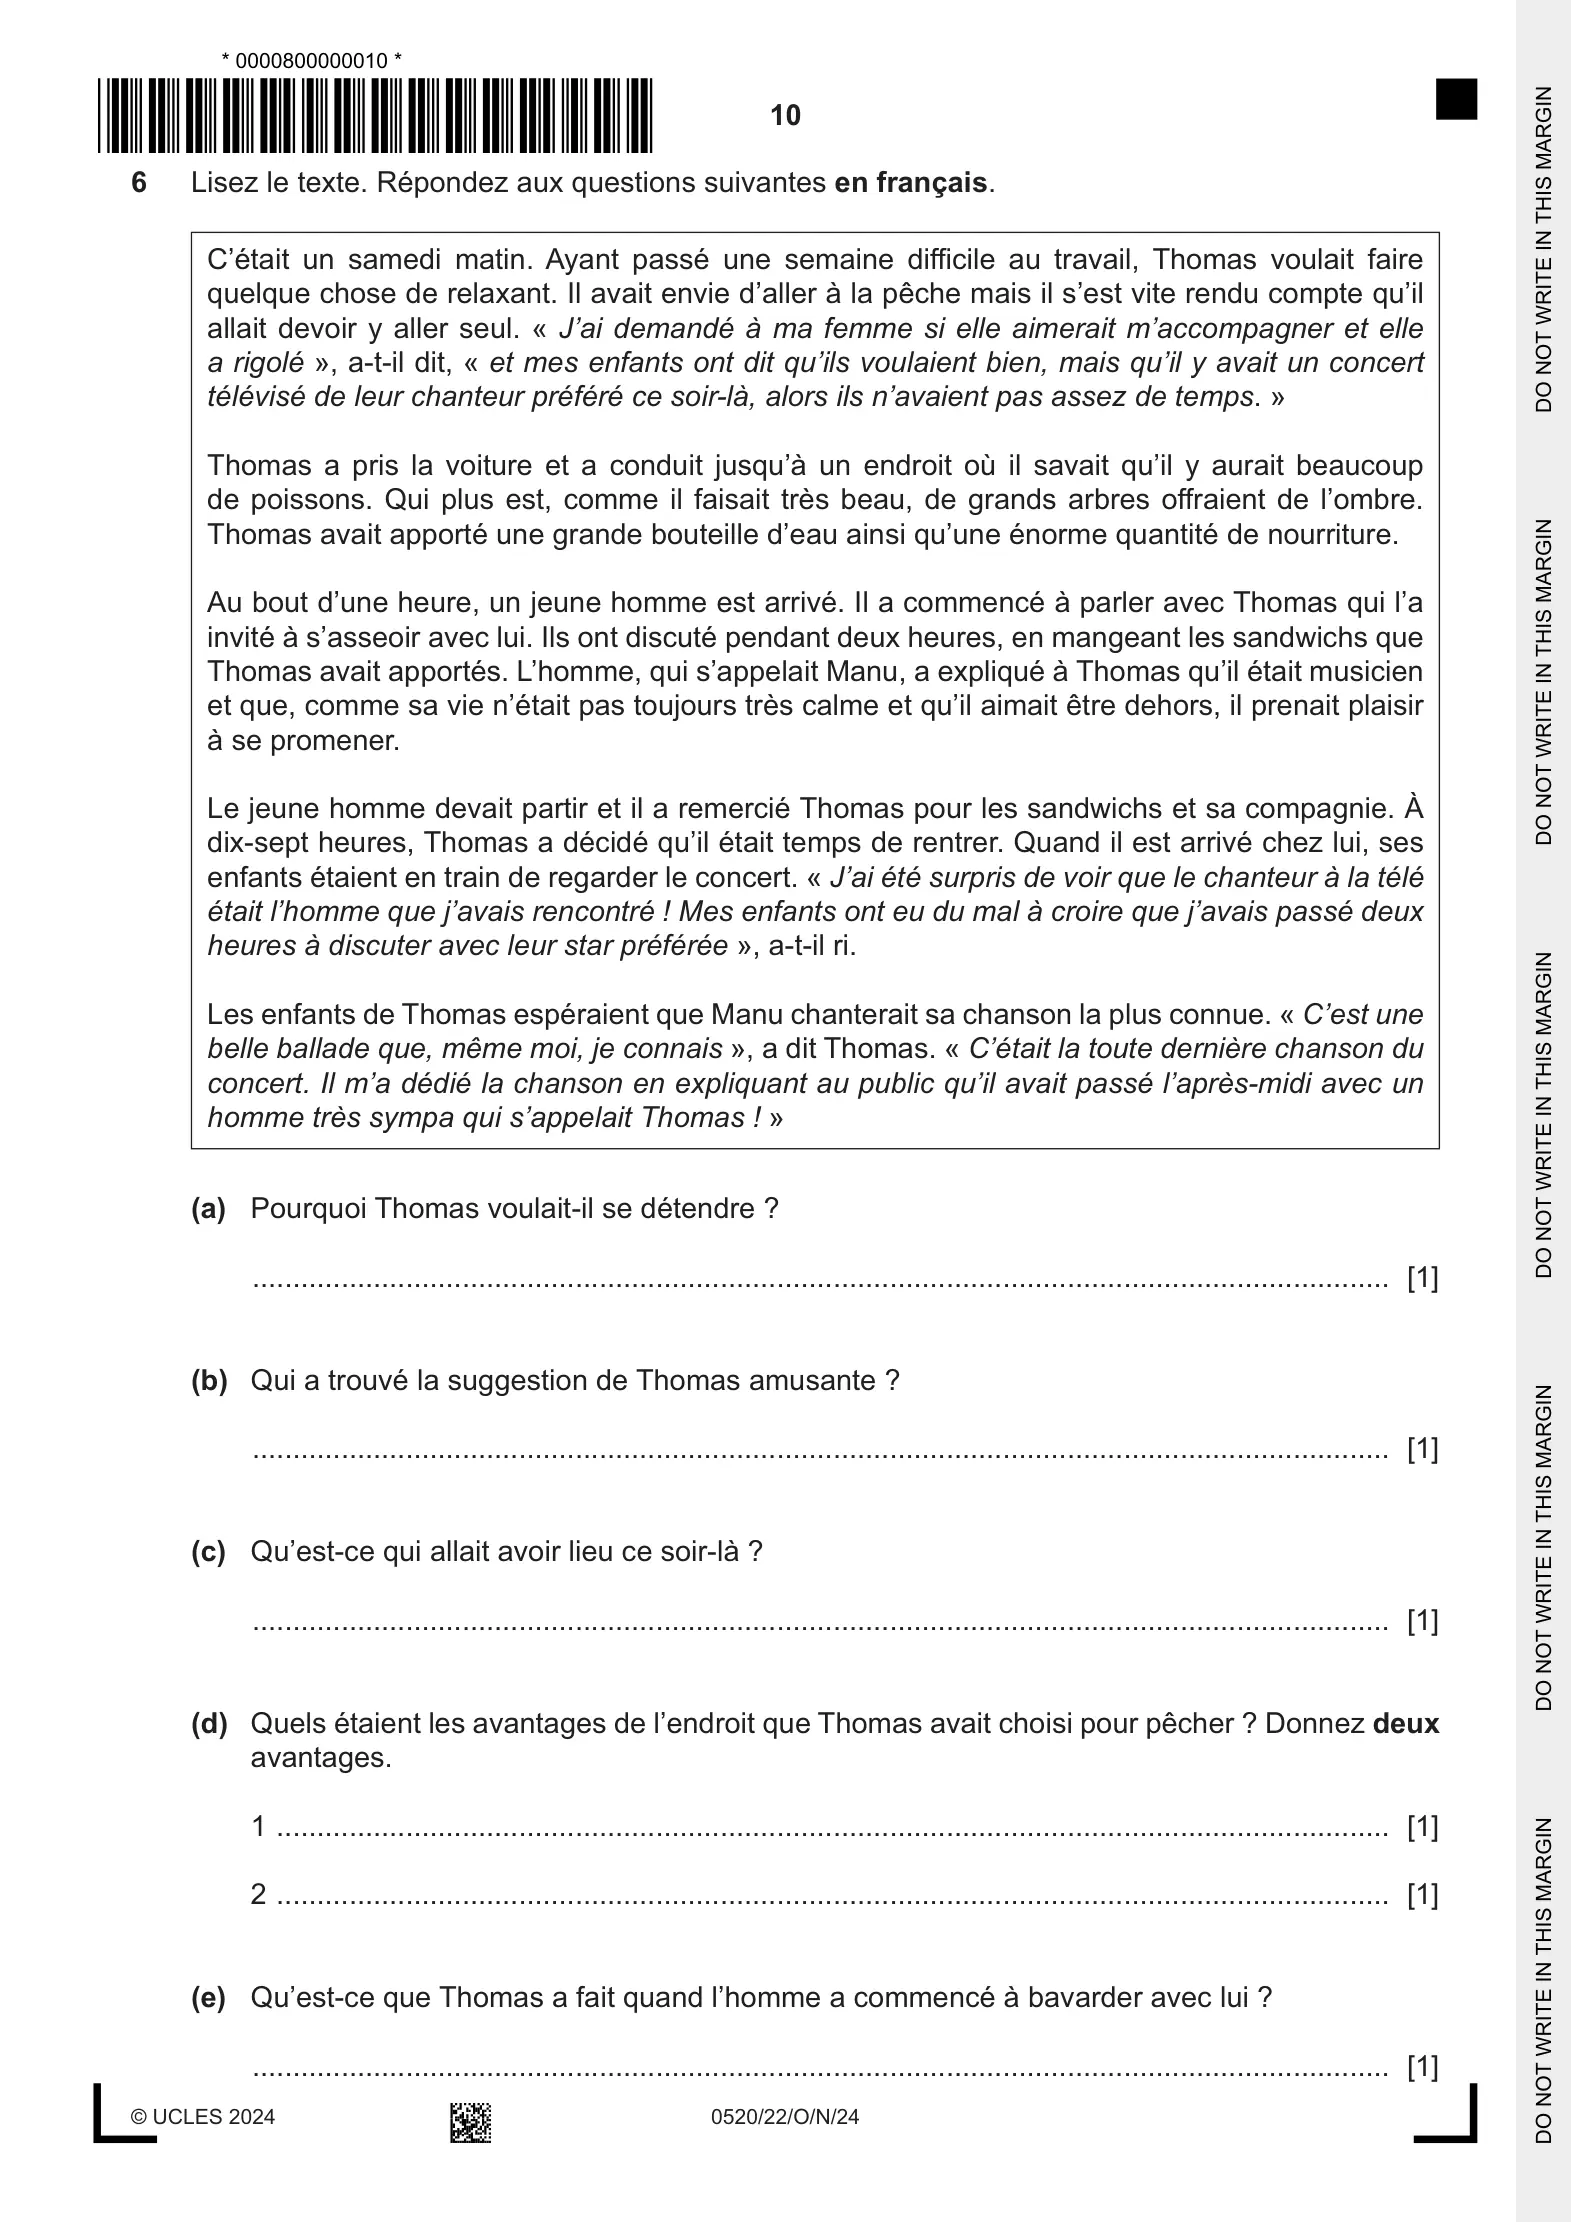 * 0000800000010 *
10
6 Lisez le texte. Répondez aux questions suivantes en français.
C’était un samedi matin. Ayant passé une semaine difficile au travail, Thomas voulait faire
quelque chose de relaxant. Il avait envie d’aller à la pêche mais il s’est vite rendu compte qu’il
allait devoir y aller seul. « J’ai demandé à ma femme si elle aimerait m’accompagner et elle
a rigolé », a-t-il dit, « et mes enfants ont dit qu’ils voulaient bien, mais qu’il y avait un concert
télévisé de leur chanteur préféré ce soir-là, alors ils n’avaient pas assez de temps. »
Thomas a pris la voiture et a conduit jusqu’à un endroit où il savait qu’il y aurait beaucoup
de poissons. Qui plus est, comme il faisait très beau, de grands arbres offraient de l’ombre.
Thomas avait apporté une grande bouteille d’eau ainsi qu’une énorme quantité de nourriture.
Au bout d’une heure, un jeune homme est arrivé. Il a commencé à parler avec Thomas qui l’a
invité à s’asseoir avec lui. Ils ont discuté pendant deux heures, en mangeant les sandwichs que
Thomas avait apportés. L’homme, qui s’appelait Manu, a expliqué à Thomas qu’il était musicien
et que, comme sa vie n’était pas toujours très calme et qu’il aimait être dehors, il prenait plaisir
à se promener.
Le jeune homme devait partir et il a remercié Thomas pour les sandwichs et sa compagnie. À
dix-sept heures, Thomas a décidé qu’il était temps de rentrer. Quand il est arrivé chez lui, ses
enfants étaient en train de regarder le concert. « J’ai été surpris de voir que le chanteur à la télé
était l’homme que j’avais rencontré ! Mes enfants ont eu du mal à croire que j’avais passé deux
heures à discuter avec leur star préférée », a-t-il ri.
Les enfants de Thomas espéraient que Manu chanterait sa chanson la plus connue. « C’est une
belle ballade que, même moi, je connais », a dit Thomas. « C’était la toute dernière chanson du
concert. Il m’a dédié la chanson en expliquant au public qu’il avait passé l’après-midi avec un
homme très sympa qui s’appelait Thomas ! »
(a) Pourquoi Thomas voulait-il se détendre ?
[1]
(b) Qui a trouvé la suggestion de Thomas amusante ?
[1]
(c) Qu’est-ce qui allait avoir lieu ce soir-là ?
[1]
(d) Quels étaient les avantages de l’endroit que Thomas avait choisi pour pêcher ? Donnez deux
avantages.
1 [1]
2 [1]
(e) Qu’est-ce que Thomas a fait quand l’homme a commencé à bavarder avec lui ?
[1]
© UCLES 2024
0520/22/O/N/24
DO NOT WRITE IN THIS MARGIN
DO NOT WRITE IN THIS MARGIN
DO NOT WRITE IN THIS MARGIN
DO NOT WRITE IN THIS MARGIN
DO NOT WRITE IN THIS MARGIN